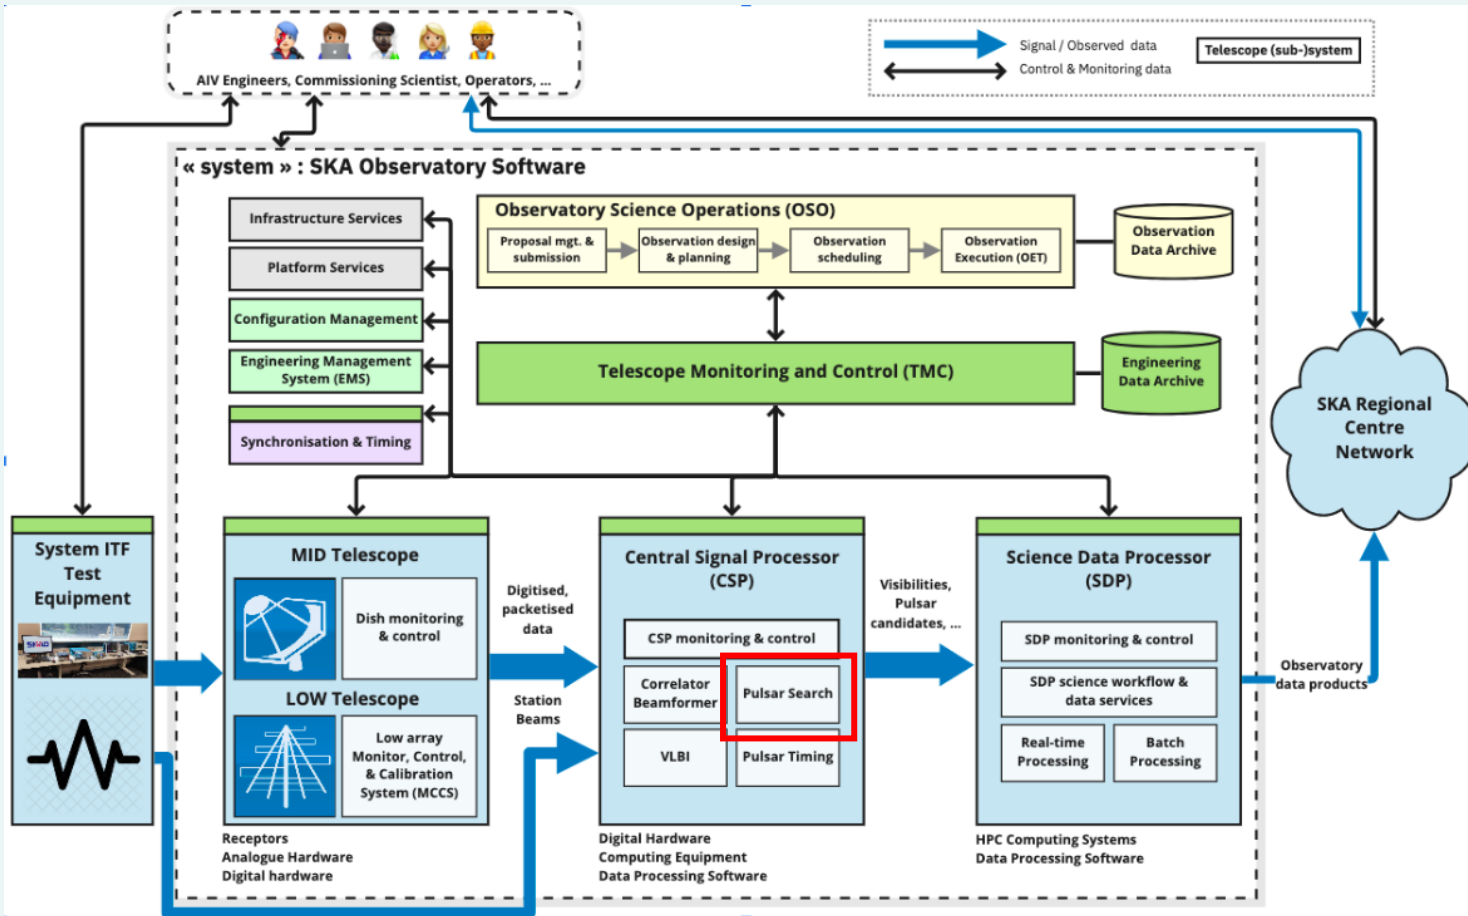 AIV Engineers, Commissioning Scientist, Operators, ...
Signal / Observed data
Control & Monitoring data
Telescope (sub-)system
« system » : SKA Observatory Software
Infrastructure Services
Platform Services
Configuration Management
Engineering Management
System (EMS)
Synchronisation & Timing
Observatory Science Operations (OSO)
Proposal mgt. &
submission
Observation design
& planning
Observation
scheduling
Observation
Execution (OET)
Observation
Data Archive
Telescope Monitoring and Control (TMC)
Engineering
Data Archive
SKA Regional
Centre
Network
System ITF
Test
Equipment
MID Telescope
Dish monitoring
& control
LOW Telescope
Low array
Monitor, Control,
& Calibration
System (MCCS)
Receptors
Analogue Hardware
Digital hardware
Digitised,
packetised
data
Station
Beams
Central Signal Processor
(CSP)
CSP monitoring & control
Correlator
Beamformer
Pulsar Search
VLBI
Pulsar Timing
Digital Hardware
Computing Equipment
Data Processing Software
Visibilities,
Pulsar
candidates, ...
Science Data Processor
(SDP)
SDP monitoring & control
SDP science workflow &
data services
Real-time
Processing
Batch
Processing
HPC Computing Systems
Data Processing Software
Observatory
data products